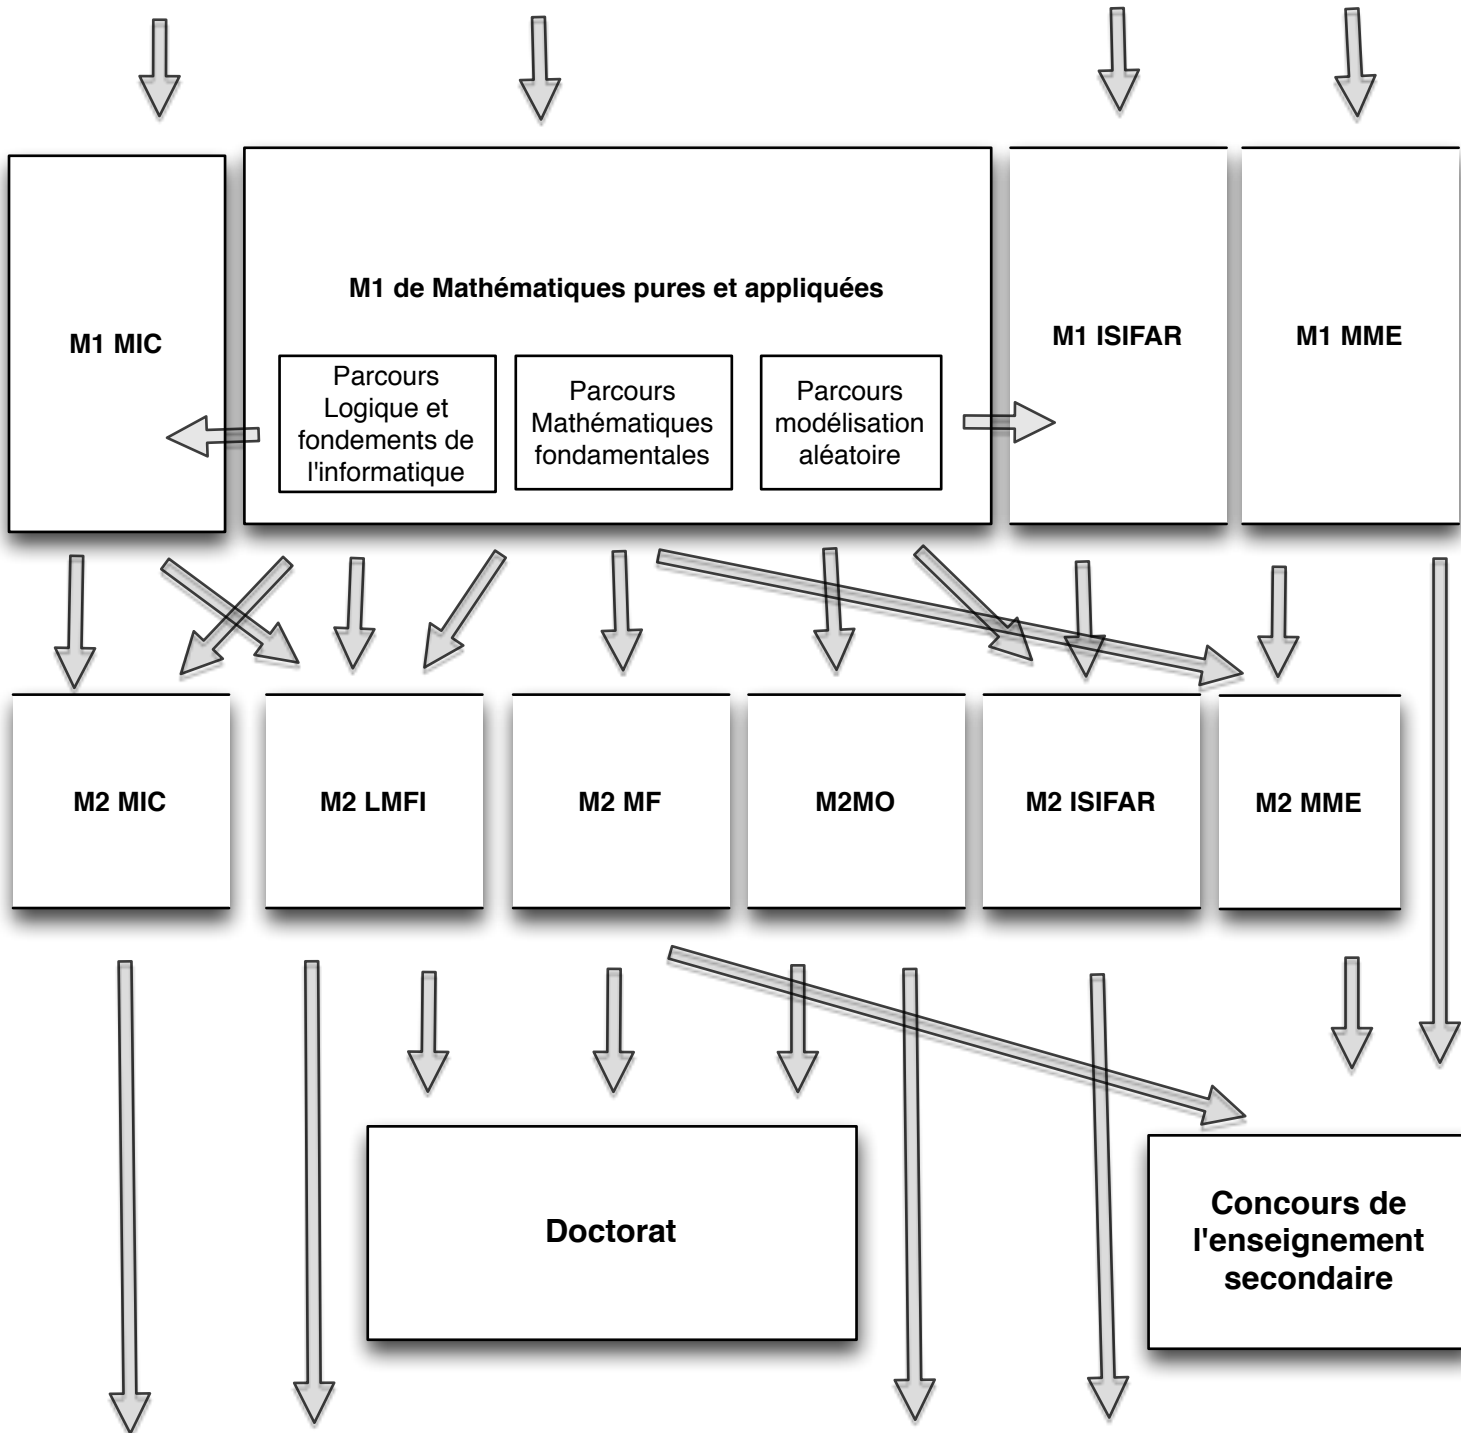 M1 MIC
M1 de Mathématiques pures et appliquées
Parcours
Logique et
fondements de
l'informatique
Parcours
Mathématiques
fondamentales
Parcours
modélisation
aléatoire
M1 ISIFAR
M1 MME
M2 MIC
M2 LMFI
M2 MF
M2MO
M2 ISIFAR
M2 MME
Doctorat
Concours de
l'enseignement
secondaire